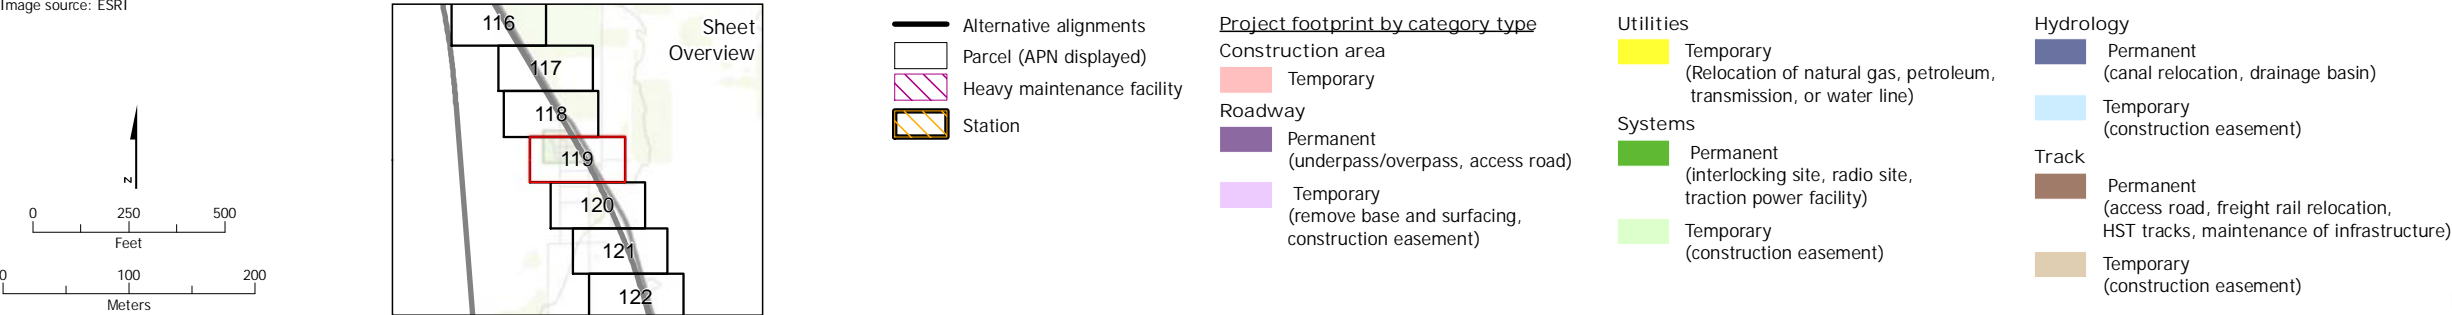 Image source: ESRI
N
0 250 500
Feet
0 100 200
Meters
Sheet
Overview
116
117
118
119
120
121
122
Alternative alignments
Parcel (APN displayed)
Heavy maintenance facility
Station
Project footprint by category type
Construction area
Temporary
Roadway
Permanent
(underpass/overpass, access road)
Temporary
(remove base and surfacing,
construction easement)
Utilities
Temporary
(Relocation of natural gas, petroleum,
transmission, or water line)
Systems
Permanent
(interlocking site, radio site,
traction power facility)
Temporary
(construction easement)
Hydrology
Permanent
(canal relocation, drainage basin)
Temporary
(construction easement)
Track
Permanent
(access road, freight rail relocation,
HST tracks, maintenance of infrastructure)
Temporary
(construction easement)